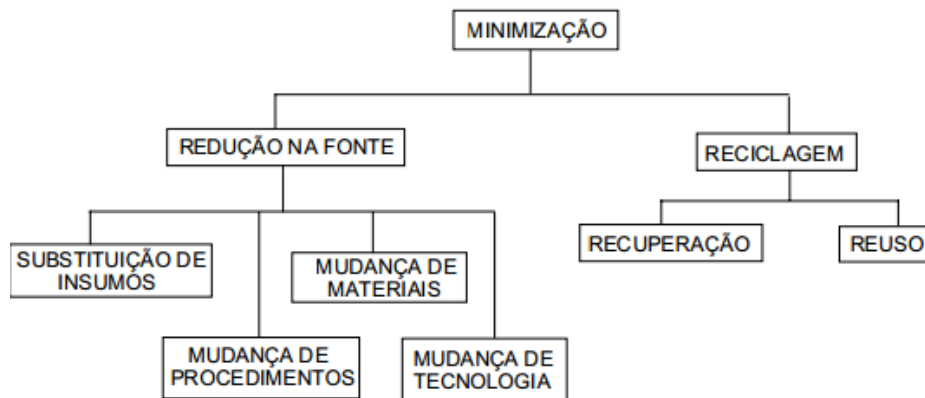 MINIMIZAÇÃO
REDUÇÃO NA FONTE
RECICLAGEM
SUBSTITUIÇÃO DE
INSUMOS
MUDANÇA DE
MATERIAIS
RECUPERAÇÃO
REUSO
MUDANÇA DE
PROCEDIMENTOS
MUDANÇA DE
TECNOLOGIA